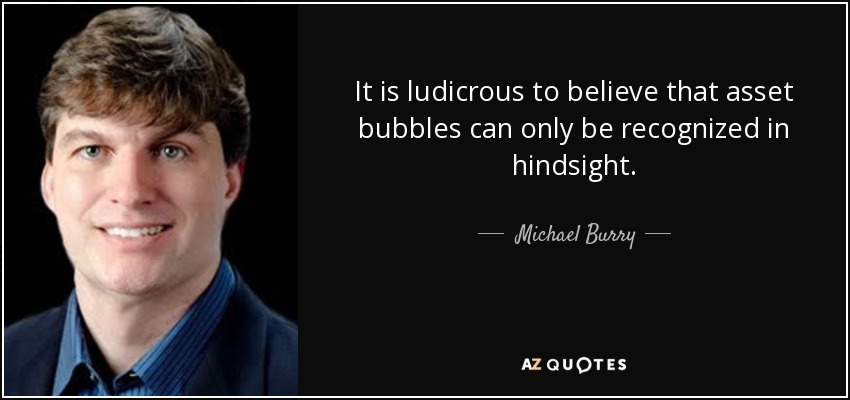 It is ludicrous to believe that asset
bubbles can only be recognized in
hindsight.
Michael Burry
AZ QUOTES